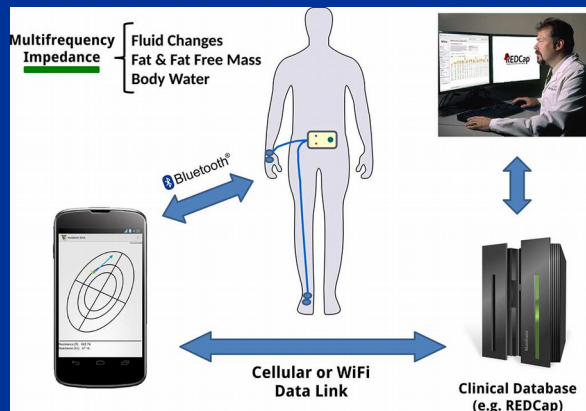 Multifrequency
Impedance
Fluid Changes
Fat & Fat Free Mass
Body Water
REDCap
Bluetooth®
Cellular or WiFi
Data Link
Clinical Database
(e.g. REDCap)